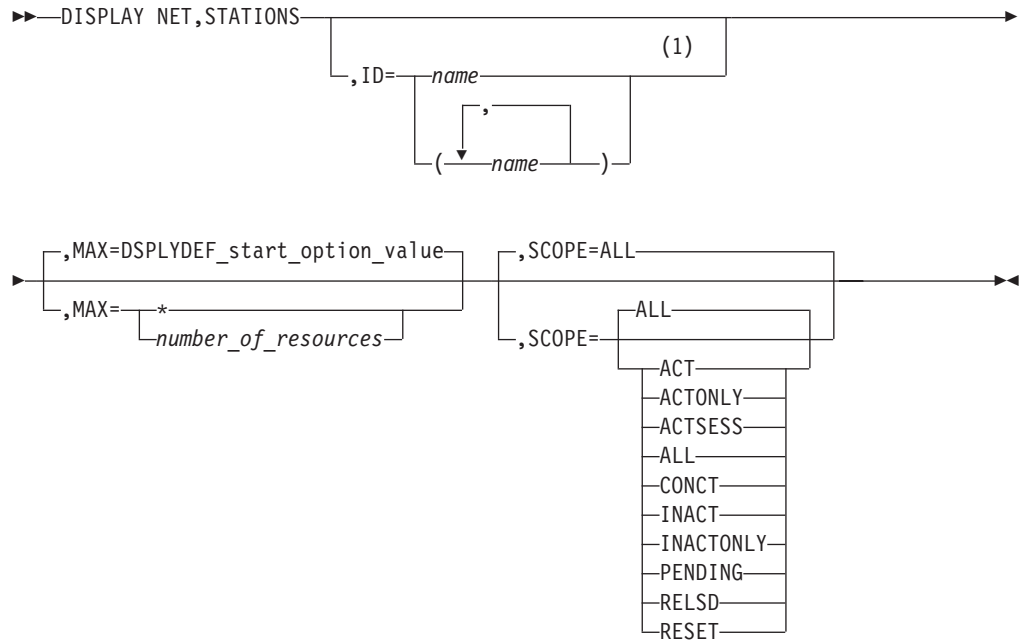 DISPLAY NET,STATIONS
(1)
,ID= name
,
( name )
,MAX=DSPLYDEF_start_option_value ,SCOPE=ALL
,MAX= * ,SCOPE= ALL
number_of_resources
ACT
ACTONLY
ACTSESS
ALL
CONCT
INACT
INACTONLY
PENDING
RELSD
RESET